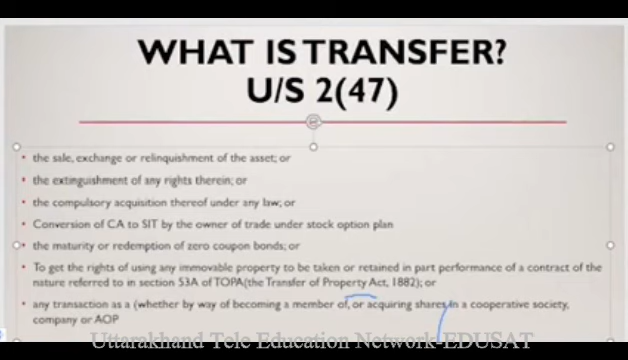 WHAT IS TRANSFER?
U/S 2(47)
• the sale, exchange or relinquishment of the asset; or
• the extinguishment of any rights therein; or
• the compulsory acquisition thereof under any law; or
• Conversion of CA to SIT by the owner of trade under stock option plan
• the maturity or redemption of zero coupon bonds; or
• To get the rights of using any immovable property to be taken or retained in part performance of a contract of the
nature referred to in section 53A of TOPA(the Transfer of Property Act, 1882); or
• any transaction as a (whether by way of becoming a member of, or acquiring shares in a cooperative society,
company or AOP
Uttarakhand Tele Education Network-EDUSAT